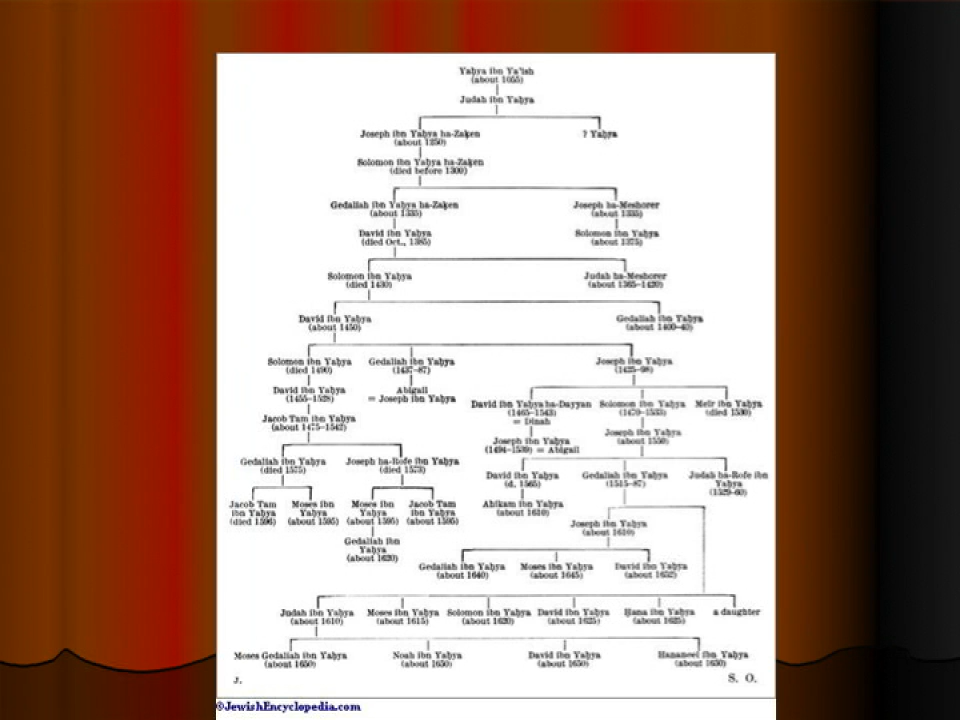 Yaḥya ibn Ya'ish
(about 1055)
Judah ibn Yaḥya
Joseph ibn Yaḥya ha-Zaḳen
(about 1250)
? Yaḥya
Solomon ibn Yaḥya ha-Zaḳen
(died before 1300)
Gedaliah ibn Yaḥya ha-Zaḳen
(about 1335)
Joseph ha-Meshorer
(about 1335)
David ibn Yaḥya
(died Oct., 1385)
Solomon ibn Yaḥya
(about 1375)
Solomon ibn Yaḥya
(died 1430)
Judah ha-Meshorer
(about 1365-1420)
David ibn Yaḥya
(about 1450)
Gedaliah ibn Yaḥya
(about 1400-40)
Solomon ibn Yaḥya
(died 1490)
Gedaliah ibn Yaḥya
(1437-87)
Joseph ibn Yaḥya
(1425-98)
David ibn Yaḥya
(1455-1528)
Abigail
= Joseph ibn Yaḥya
David ibn Yaḥya ha-Dayyan
(1465-1543)
= Dinah
Solomon ibn Yaḥya
(1470-1533)
Meïr ibn Yaḥya
(died 1530)
Jacob Tam ibn Yaḥya
(about 1475-1542)
Joseph ibn Yaḥya
(1494-1539) = Abigail
Joseph ibn Yaḥya
(about 1550)
Gedaliah ibn Yaḥya
(died 1575)
Joseph ha-Rofe ibn Yaḥya
(died 1573)
David ibn Yaḥya
(d. 1565)
Gedaliah ibn Yaḥya
(1515-87)
Judah ha-Rofe ibn
Yaḥya
(1529-60)
Jacob Tam
ibn Yaḥya
(died 1596)
Moses ibn
Yaḥya
(about 1595)
Moses ibn
Yaḥya
(about 1595)
Jacob Tam
ibn Yaḥya
(about 1595)
Ahikam ibn Yaḥya
(about 1610)
Joseph ibn Yaḥya
(about 1610)
Gedaliah ibn
Yaḥya
(about 1620)
Gedaliah ibn Yaḥya
(about 1640)
Moses ibn Yaḥya
(about 1645)
David ibn Yaḥya
(about 1652)
Judah ibn Yaḥya
(about 1610)
Moses ibn Yaḥya
(about 1615)
Solomon ibn Yaḥya
(about 1620)
David ibn Yaḥya
(about 1625)
Ḥana ibn Yaḥya
(about 1625)
a daughter
Moses Gedaliah ibn Yaḥya
(about 1650)
Noah ibn Yaḥya
(about 1650)
David ibn Yaḥya
(about 1650)
Hananeel ibn Yaḥya
(about 1650)
J.
S. O.
©JewishEncyclopedia.com